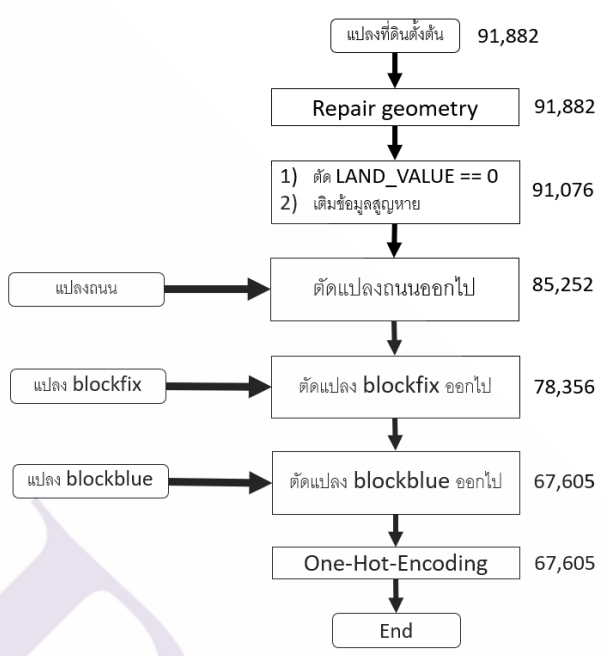 แปลงที่ดินตั้งต้น 91,882
Repair geometry 91,882
1) ตัด LAND_VALUE == 0
2) เติมข้อมูลสูญหาย
91,076
แปลงถนน
ตัดแปลงถนนออกไป 85,252
แปลง blockfix
ตัดแปลง blockfix ออกไป 78,356
แปลง blockblue
ตัดแปลง blockblue ออกไป 67,605
One-Hot-Encoding 67,605
End